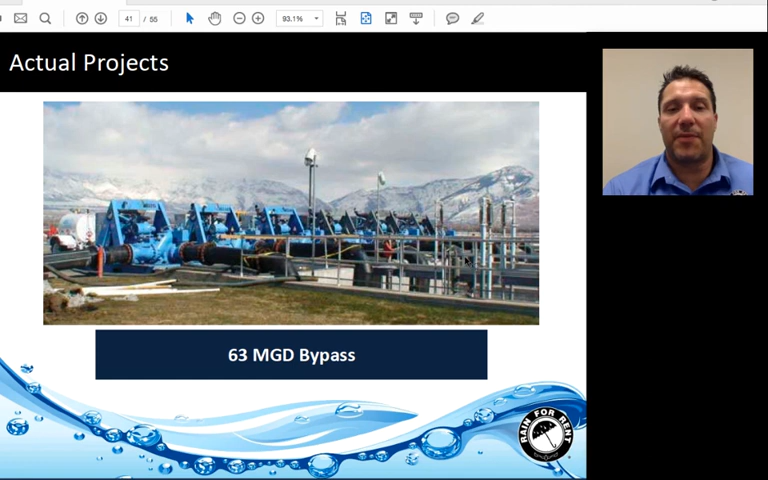 41 / 55
93.1%
Actual Projects
63 MGD Bypass
RAIN FOR RENT